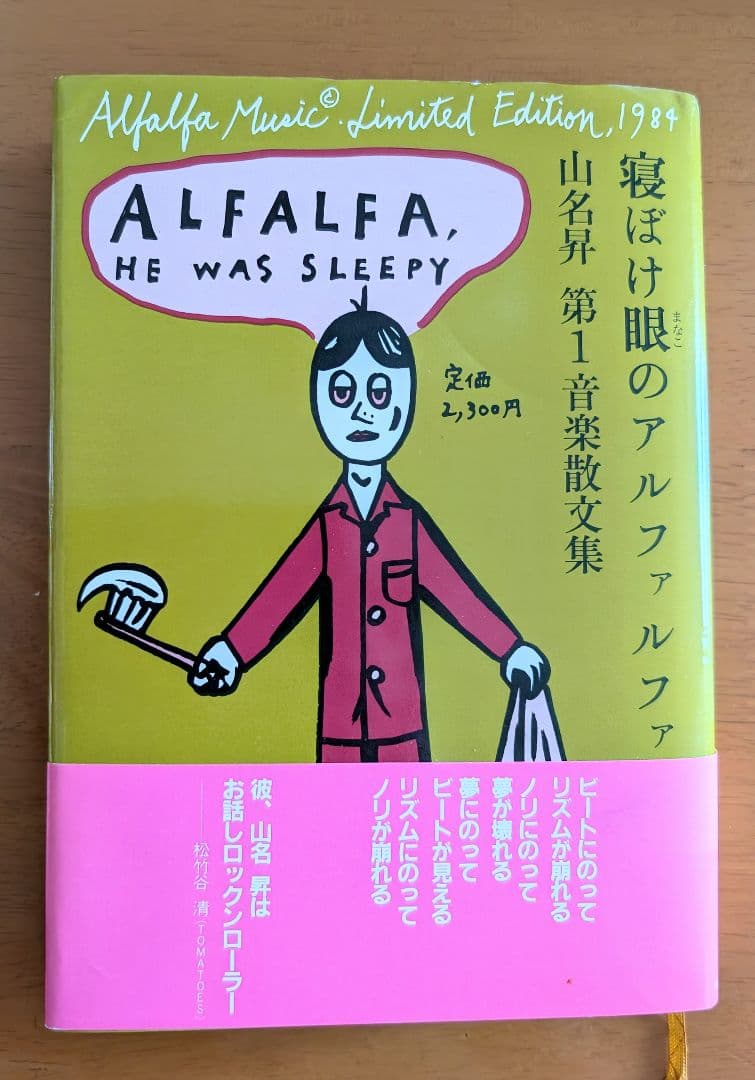 Alfalfa Music©. Limited Edition, 1984
ALFALFA,
HE WAS SLEEPY
寝ぼけ眼のアルファルファ
まなこ
山名昇 第1音楽散文集
定価
2,300円
ビートにのって
リズムが崩れる
ノリにのって
夢が壊れる
夢にのって
ビートが見える
リズムにのって
ノリが崩れる
彼、山名 昇は
お話しロックンローラー
──松竹谷 清(TOMATOES)